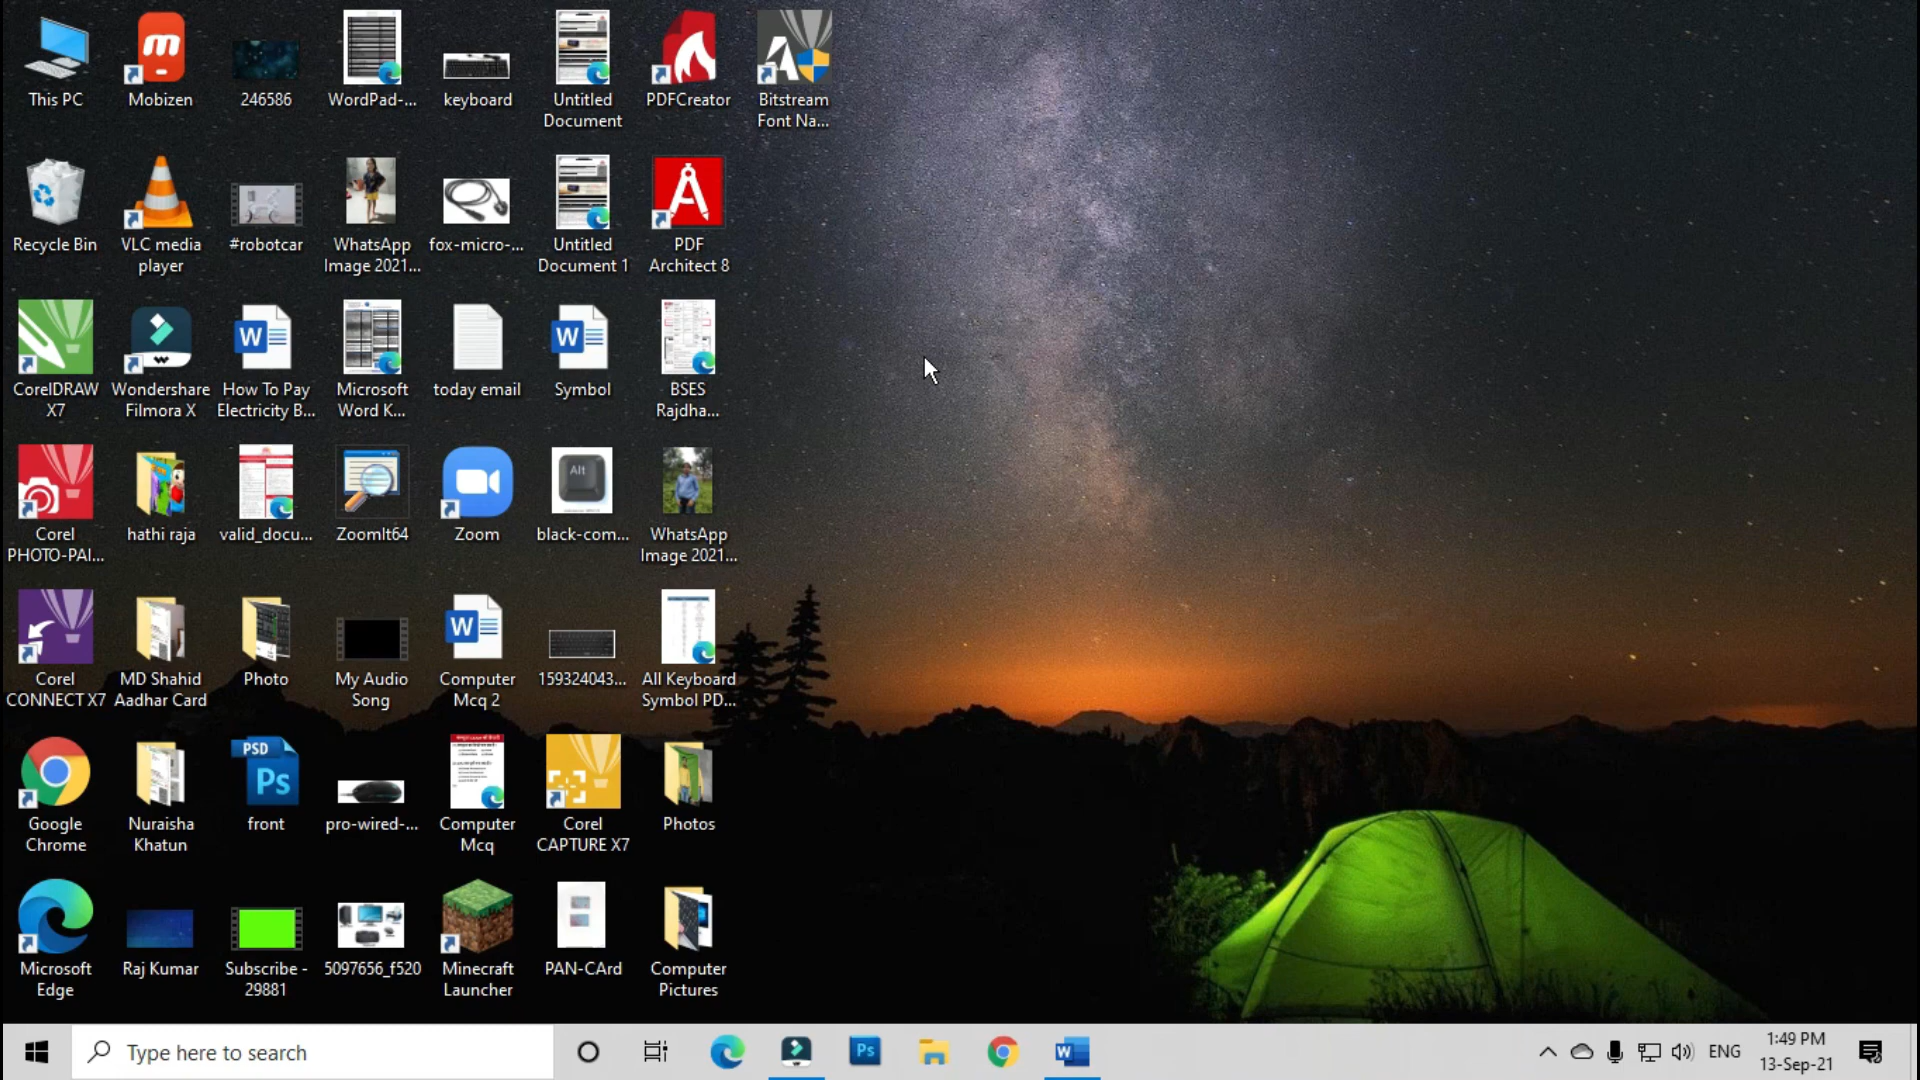 This PC
Mobizen
246586
WordPad-...
keyboard
Untitled
Document
PDFCreator
Bitstream
Font Na...
Recycle Bin
VLC media
player
#robotcar
WhatsApp
Image 2021...
fox-micro-...
Untitled
Document 1
PDF
Architect 8
CorelDRAW
X7
Wondershare
Filmora X
How To Pay
Electricity B...
Microsoft
Word K...
today email
Symbol
BSES
Rajdha...
Corel
PHOTO-PAI...
hathi raja
valid_docu...
ZoomIt64
Zoom
Alt
black-com...
WhatsApp
Image 2021...
Corel
CONNECT X7
MD Shahid
Aadhar Card
Photo
My Audio
Song
Computer
Mcq 2
159324043...
All Keyboard
Symbol PD...
Google
Chrome
Nuraisha
Khatun
PSD
Ps
front
pro-wired-...
Computer
Mcq
Corel
CAPTURE X7
Photos
Microsoft
Edge
Raj Kumar
Subscribe -
29881
5097656_f520
Minecraft
Launcher
PAN-CArd
Computer
Pictures
Type here to search
Ps
ENG
1:49 PM
13-Sep-21